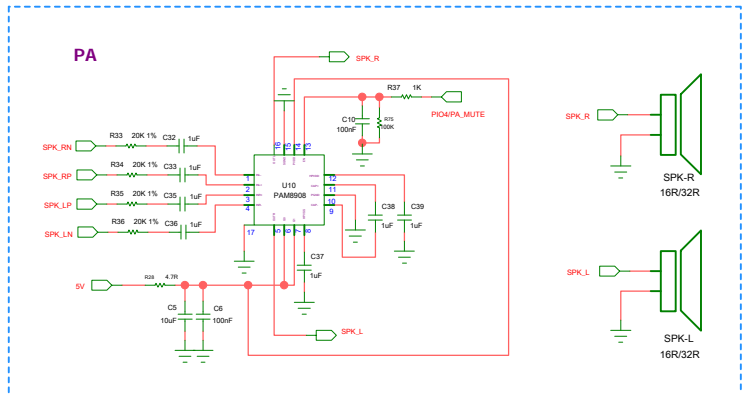 PA
SPK_R
R37 1K
C10
100nF
R75
100K
PIO4/PA_MUTE
SPK_RN
R33 20K 1% C32
1uF
SPK_RP
R34 20K 1% C33
1uF
SPK_LP
R35 20K 1% C35
1uF
SPK_LN
R36 20K 1% C36
1uF
16 15 14 13
1
2
3
4
17
U10
PAM8908
12
11
10
9
5 6 7 8
C38
1uF
C39
1uF
C37
1uF
5V
R28 4.7R
C5
10uF
C6
100nF
SPK_L
SPK_R
SPK-R
16R/32R
SPK_L
SPK-L
16R/32R